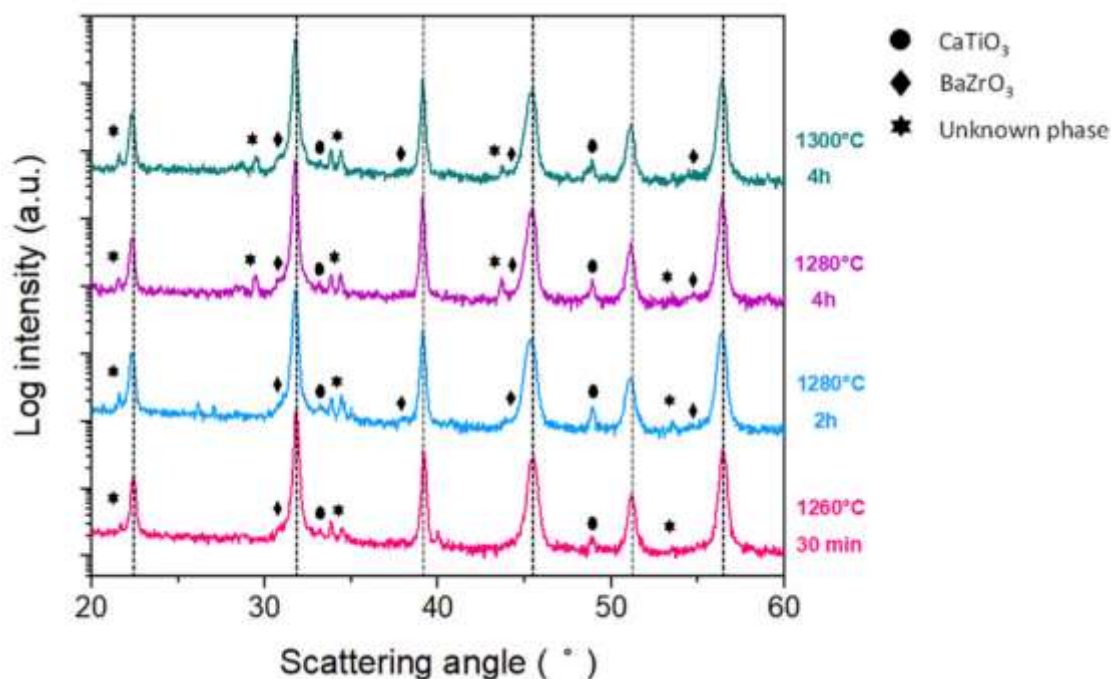 CaTiO₃
BaZrO₃
Unknown phase
Log intensity (a.u.)
1300°C
4h
1280°C
4h
1280°C
2h
1260°C
30 min
20
30
40
50
60
Scattering angle ( ° )